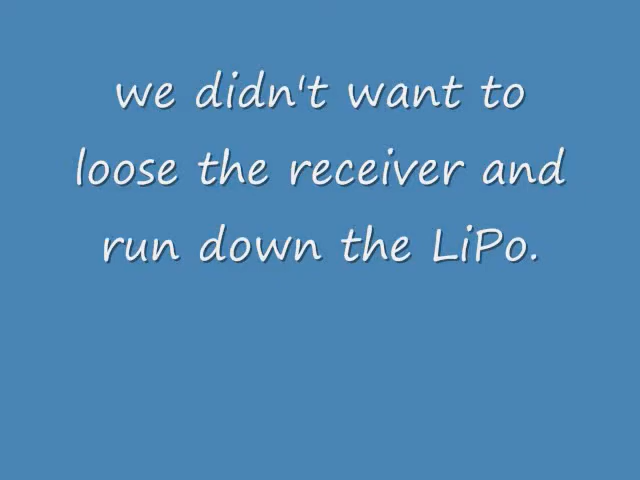 we didn't want to
loose the receiver and
run down the LiPo.